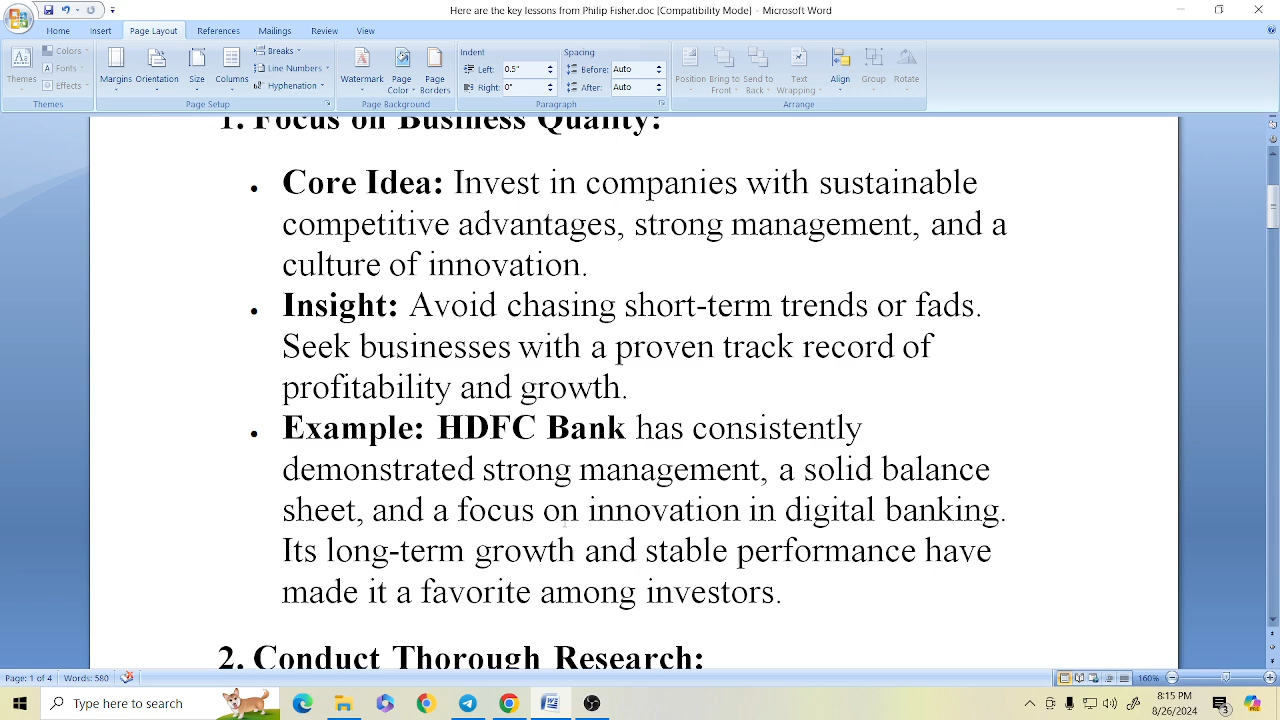 Here are the key lessons from Philip Fisher.doc [Compatibility Mode] - Microsoft Word
Home Insert Page Layout References Mailings Review View
Themes Colors Fonts Effects
Margins Orientation Size Columns Breaks Line Numbers Hyphenation
Watermark Page Color Page Borders
Indent Left: 0.5" Right: 0"
Spacing Before: Auto After: Auto
Position Bring to Front Send to Back Text Wrapping Align Group Rotate
Themes Page Setup Page Background Paragraph Arrange
1. Focus on Business Quality:
• Core Idea: Invest in companies with sustainable
competitive advantages, strong management, and a
culture of innovation.
• Insight: Avoid chasing short-term trends or fads.
Seek businesses with a proven track record of
profitability and growth.
• Example: HDFC Bank has consistently
demonstrated strong management, a solid balance
sheet, and a focus on innovation in digital banking.
Its long-term growth and stable performance have
made it a favorite among investors.
2. Conduct Thorough Research:
Page: 1 of 4 Words: 580 160%
Type here to search
8:15 PM
8/26/2024